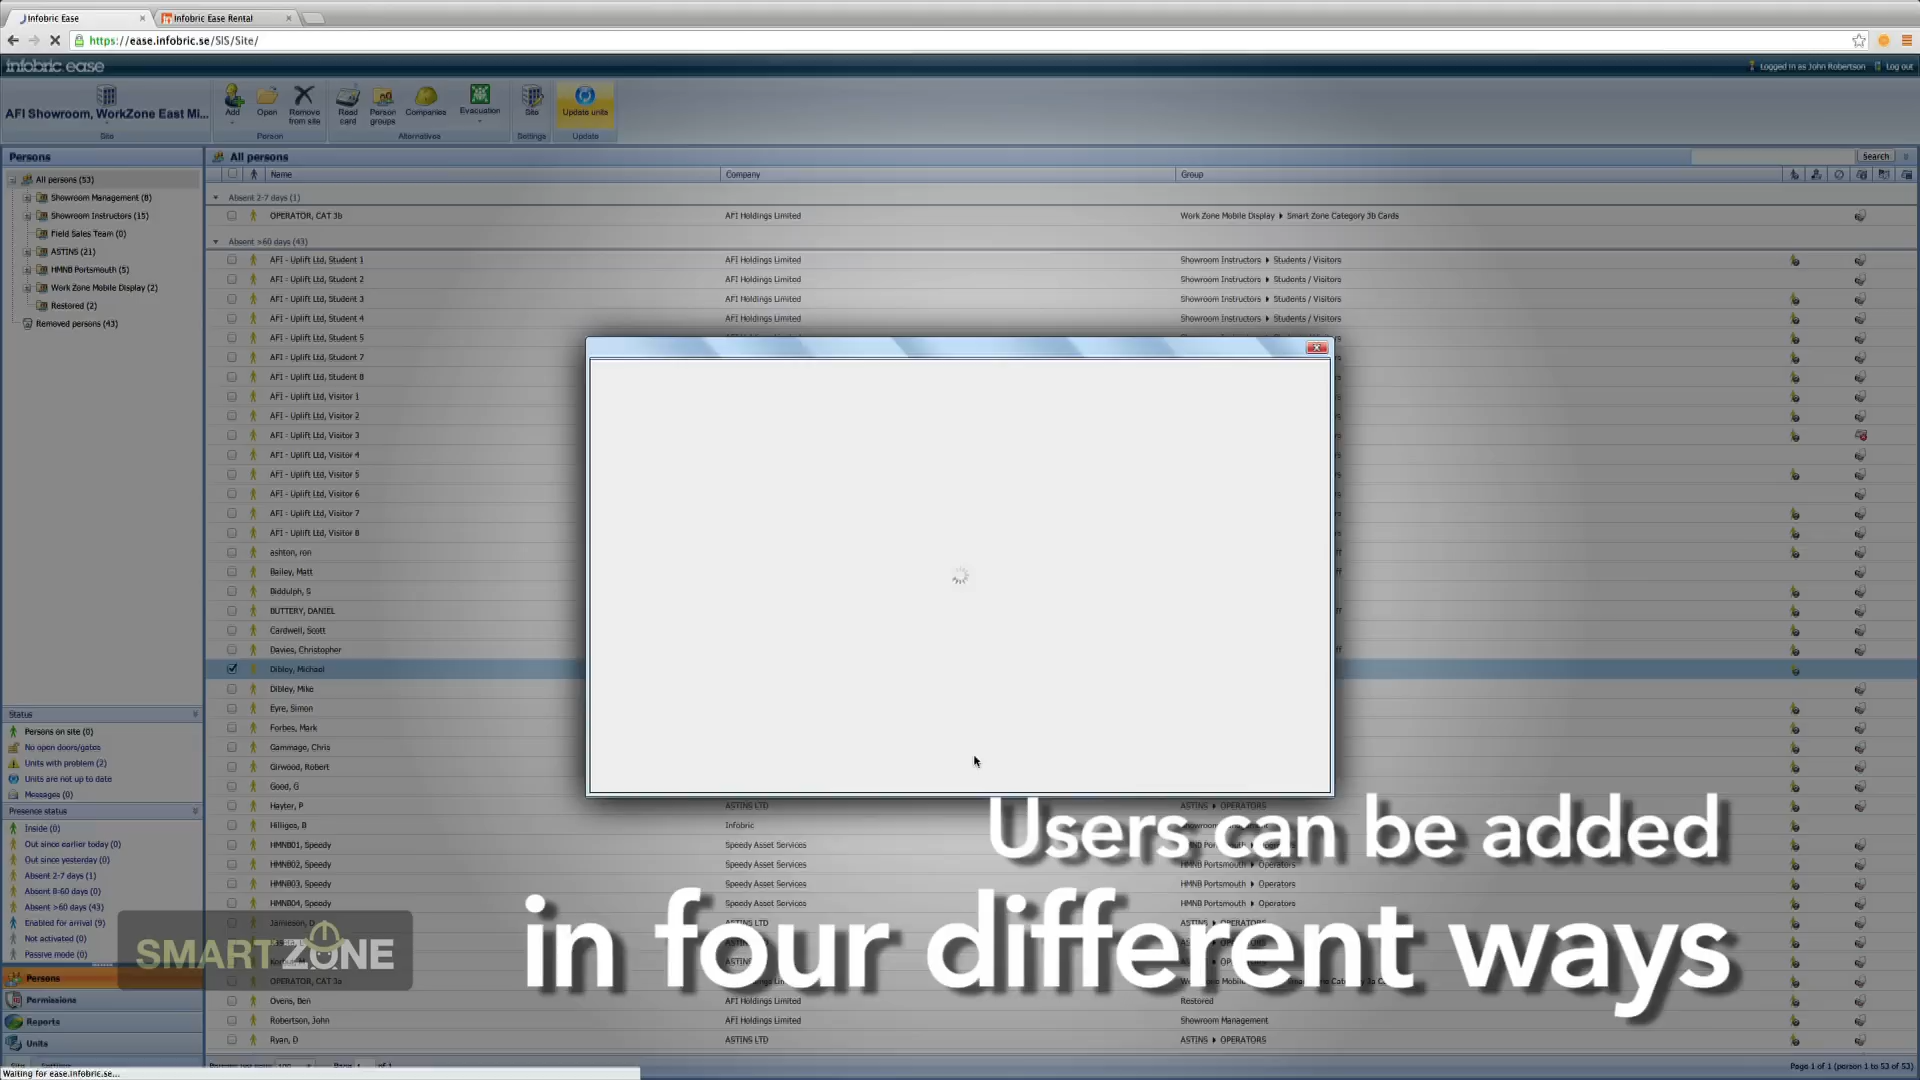 Infobric Ease
Infobric Ease Rental
https://ease.infobric.se/SIS/Site/
infobric.ease
Logged in as John Robertson
Log out
AFI Showroom, WorkZone East Mi...
Site
Add
Open
Remove from site
Person
Read card
Person groups
Companies
Evacuation
Alternatives
Site
Settings
Update units
Update
Persons
All persons (53)
Showroom Management (8)
Showroom Instructors (15)
Field Sales Team (0)
ASTINS (21)
HMNB Portsmouth (5)
Work Zone Mobile Display (2)
Restored (2)
Removed persons (43)
Status
Persons on site (0)
No open doors/gates
Units with problem (2)
Units are not up to date
Messages (0)
Presence status
Inside (0)
Out since earlier today (0)
Out since yesterday (0)
Absent 2-7 days (1)
Absent 8-60 days (0)
Absent >60 days (43)
Enabled for arrival (9)
Not activated (0)
Passive mode (0)
Persons
Permissions
Reports
Units
All persons
Search
Name Company Group
Absent 2-7 days (1)
OPERATOR, CAT 3b AFI Holdings Limited Work Zone Mobile Display Smart Zone Category 3b Cards
Absent >60 days (43)
AFI - Uplift Ltd, Student 1 AFI Holdings Limited Showroom Instructors Students / Visitors
AFI - Uplift Ltd, Student 2 AFI Holdings Limited Showroom Instructors Students / Visitors
AFI - Uplift Ltd, Student 3 AFI Holdings Limited Showroom Instructors Students / Visitors
AFI - Uplift Ltd, Student 4 AFI Holdings Limited Showroom Instructors Students / Visitors
AFI - Uplift Ltd, Student 5
AFI - Uplift Ltd, Student 7
AFI - Uplift Ltd, Student 8
AFI - Uplift Ltd, Visitor 1
AFI - Uplift Ltd, Visitor 2
AFI - Uplift Ltd, Visitor 3
AFI - Uplift Ltd, Visitor 4
AFI - Uplift Ltd, Visitor 5
AFI - Uplift Ltd, Visitor 6
AFI - Uplift Ltd, Visitor 7
AFI - Uplift Ltd, Visitor 8
ashton, ron
Bailey, Matt
Biddulph, S
BUTTERY, DANIEL
Cardwell, Scott
Davies, Christopher
Dibley, Michael
Dibley, Mike
Eyre, Simon
Forbes, Mark
Gammage, Chris
Girwood, Robert
Good, G
Hayter, P ASTINS LTD ASTINS OPERATORS
Hilliges, B Infobric
HMNB01, Speedy Speedy Asset Services HMNB Portsmouth
HMNB02, Speedy Speedy Asset Services HMNB Portsmouth Operators
HMNB03, Speedy Speedy Asset Services HMNB Portsmouth Operators
HMNB04, Speedy Speedy Asset Services HMNB Portsmouth Operators
Jamieson, D ASTINS LTD ASTINS OPERATORS
OPERATOR, CAT 3a
Ovens, Ben AFI Holdings Limited Restored
Robertson, John AFI Holdings Limited Showroom Management
Ryan, D ASTINS LTD ASTINS OPERATORS
Page 1 of 1 (person 1 to 53 of 53)
Waiting for ease.infobric.se...
SMARTZONE
Users can be added
in four different ways